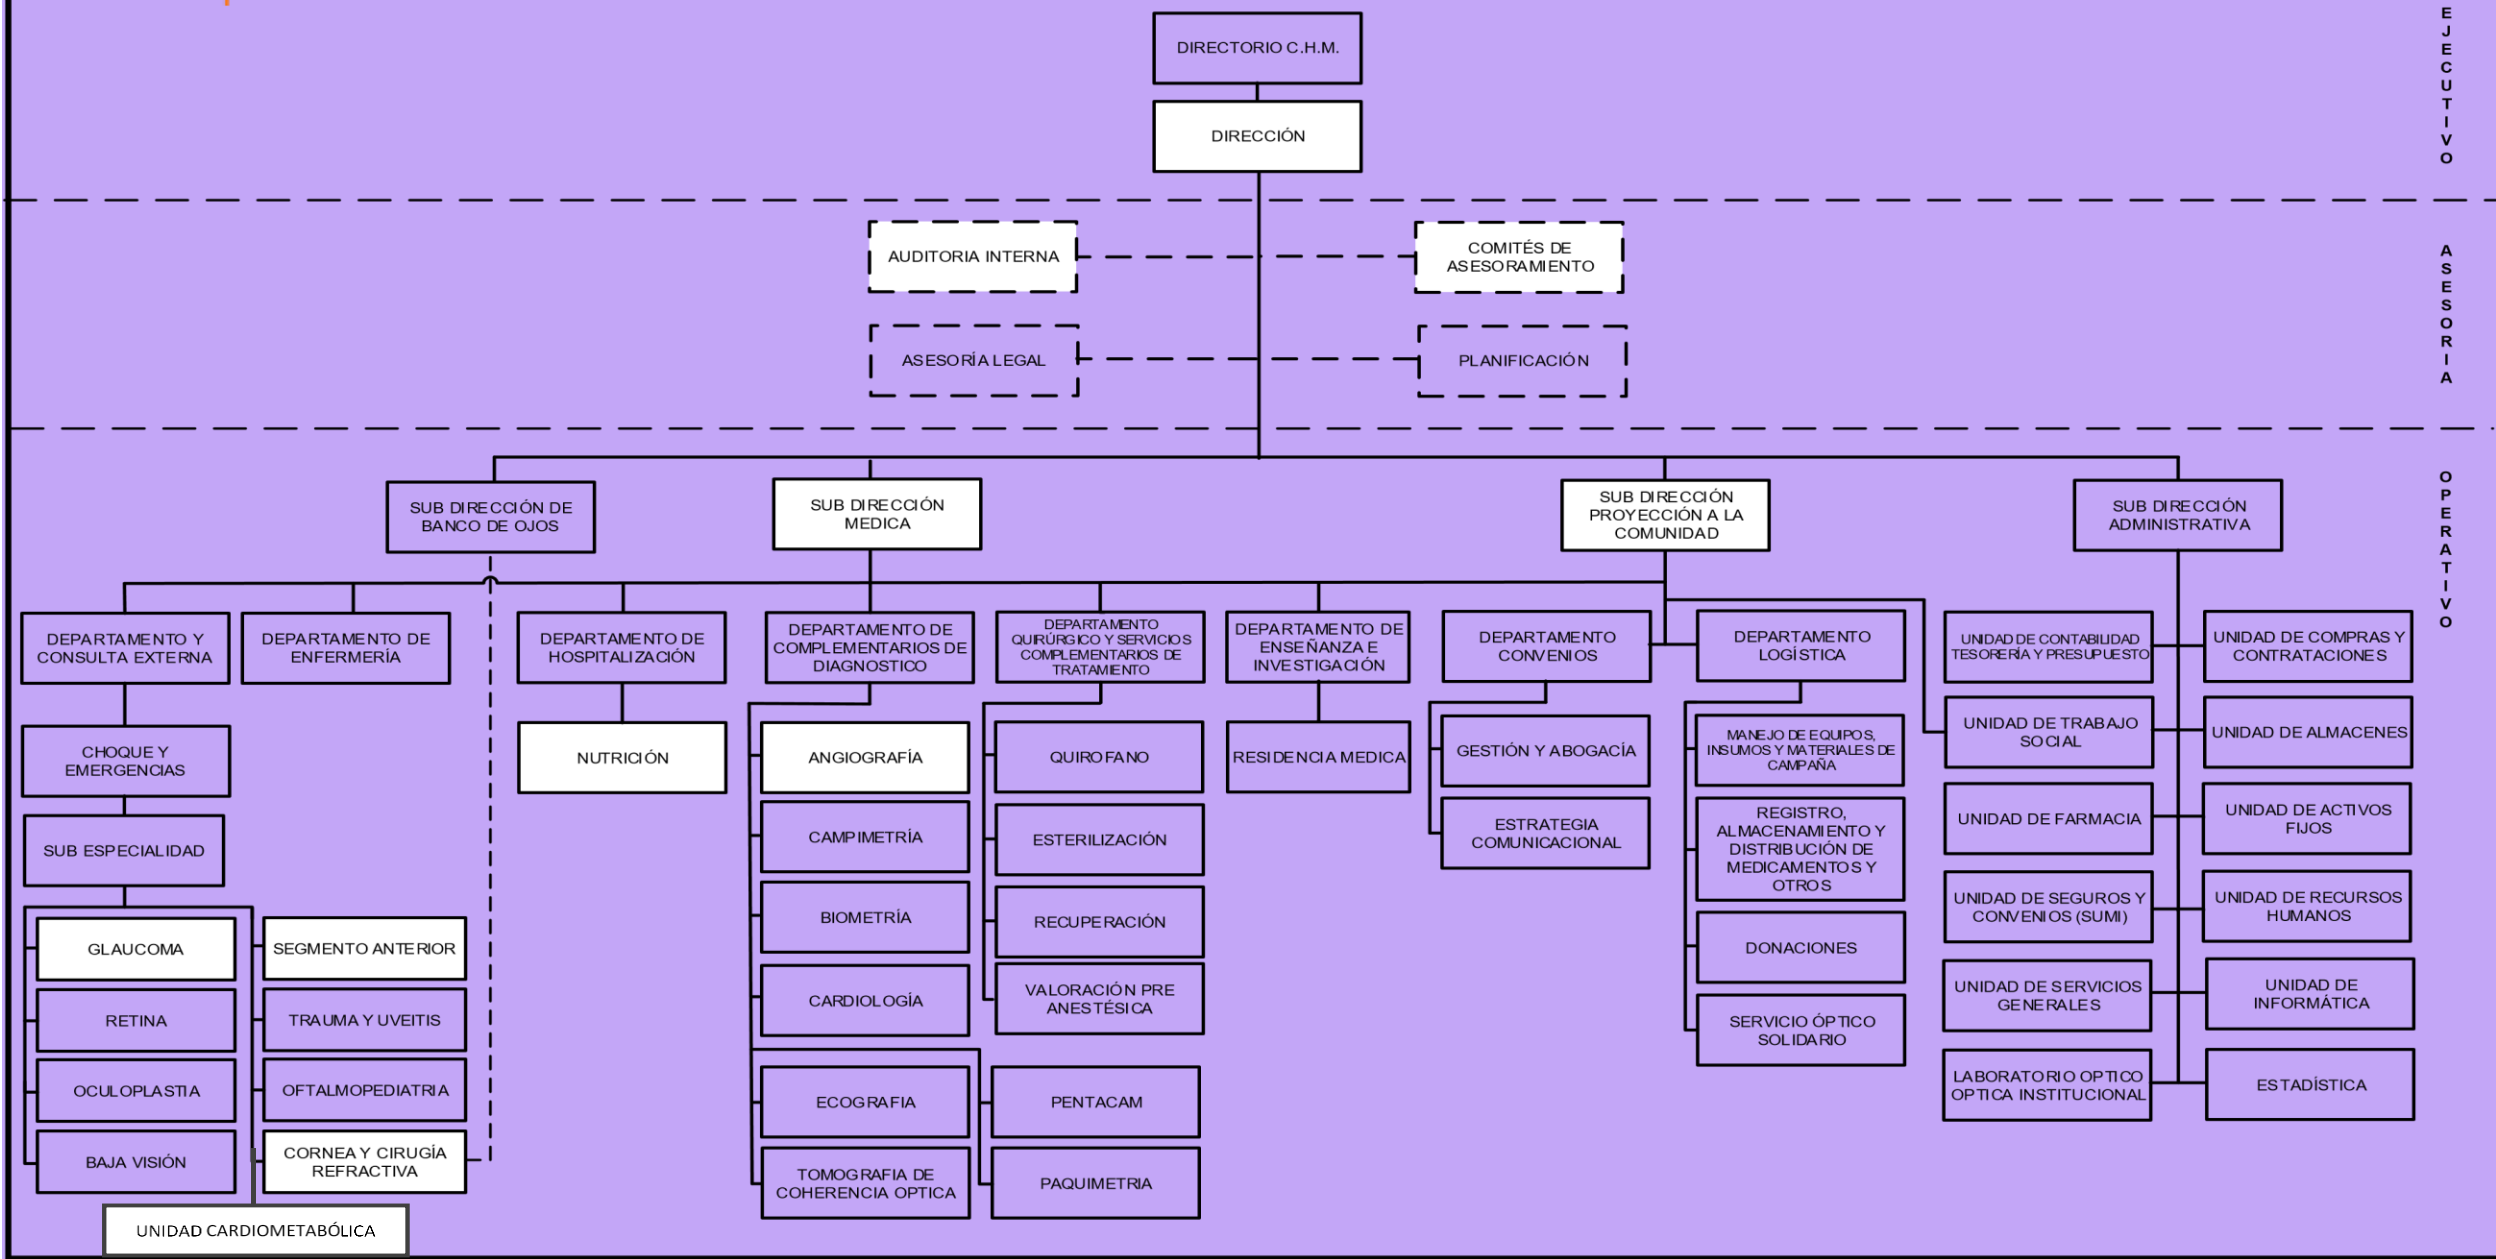 DIRECTORIO C.H.M.
DIRECCIÓN
EJECUTIVO
AUDITORIA INTERNA
COMITÉS DE
ASESORAMIENTO
ASESORÍA LEGAL
PLANIFICACIÓN
ASESORIA
SUB DIRECCIÓN DE
BANCO DE OJOS
SUB DIRECCIÓN
MEDICA
SUB DIRECCIÓN
PROYECCIÓN A LA
COMUNIDAD
SUB DIRECCIÓN
ADMINISTRATIVA
OPERATIVO
DEPARTAMENTO Y
CONSULTA EXTERNA
DEPARTAMENTO DE
ENFERMERÍA
DEPARTAMENTO DE
HOSPITALIZACIÓN
DEPARTAMENTO DE
COMPLEMENTARIOS DE
DIAGNOSTICO
DEPARTAMENTO
QUIRÚRGICO Y SERVICIOS
COMPLEMENTARIOS DE
TRATAMIENTO
DEPARTAMENTO DE
ENSEÑANZA E
INVESTIGACIÓN
DEPARTAMENTO
CONVENIOS
DEPARTAMENTO
LOGÍSTICA
UNIDAD DE CONTABILIDAD
TESORERÍA Y PRESUPUESTO
UNIDAD DE COMPRAS Y
CONTRATACIONES
CHOQUE Y
EMERGENCIAS
NUTRICIÓN
ANGIOGRAFÍA
QUIROFANO
RESIDENCIA MEDICA
GESTIÓN Y ABOGACÍA
MANEJO DE EQUIPOS,
INSUMOS Y MATERIALES DE
CAMPAÑA
UNIDAD DE TRABAJO
SOCIAL
UNIDAD DE ALMACENES
SUB ESPECIALIDAD
CAMPIMETRÍA
ESTERILIZACIÓN
ESTRATEGIA
COMUNICACIONAL
REGISTRO,
ALMACENAMIENTO Y
DISTRIBUCIÓN DE
MEDICAMENTOS Y
OTROS
UNIDAD DE FARMACIA
UNIDAD DE ACTIVOS
FIJOS
GLAUCOMA
SEGMENTO ANTERIOR
BIOMETRÍA
RECUPERACIÓN
DONACIONES
UNIDAD DE SEGUROS Y
CONVENIOS (SUMI)
UNIDAD DE RECURSOS
HUMANOS
RETINA
TRAUMA Y UVEITIS
CARDIOLOGÍA
VALORACIÓN PRE
ANESTÉSICA
SERVICIO ÓPTICO
SOLIDARIO
UNIDAD DE SERVICIOS
GENERALES
UNIDAD DE
INFORMÁTICA
OCULOPLASTIA
OFTALMOPEDIATRIA
ECOGRAFIA
PENTACAM
LABORATORIO OPTICO
OPTICA INSTITUCIONAL
ESTADÍSTICA
BAJA VISIÓN
CORNEA Y CIRUGÍA
REFRACTIVA
TOMOGRAFIA DE
COHERENCIA OPTICA
PAQUIMETRIA
UNIDAD CARDIOMETABÓLICA